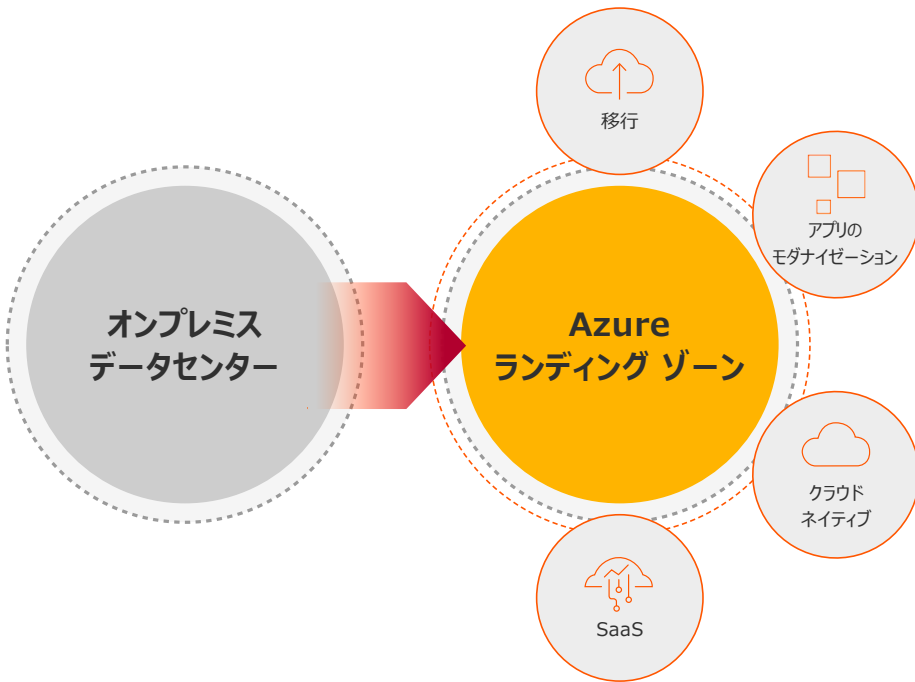 オンプレミス
データセンター
Azure
ランディング ゾーン
移行
アプリの
モダナイゼーション
クラウド
ネイティブ
SaaS